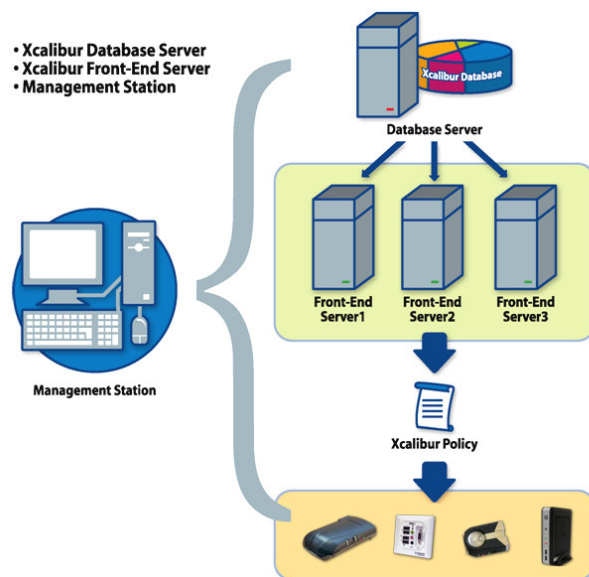 • Xcalibur Database Server
• Xcalibur Front-End Server
• Management Station
Xcalibur Database
Database Server
Front-End
Server1
Front-End
Server2
Front-End
Server3
Management Station
Xcalibur Policy